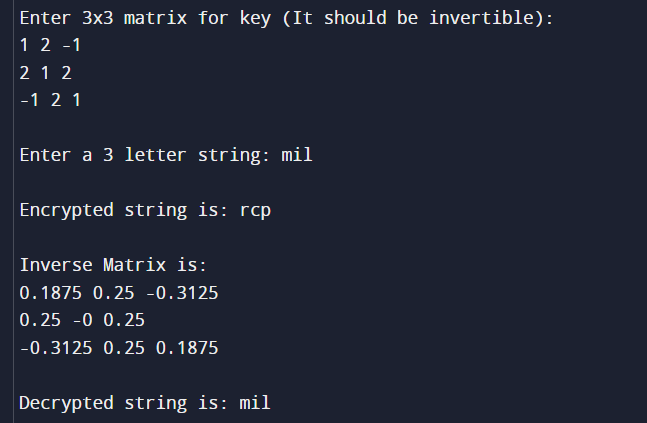 Enter 3x3 matrix for key (It should be invertible):
1 2 -1
2 1 2
-1 2 1
Enter a 3 letter string: mil
Encrypted string is: rcp
Inverse Matrix is:
0.1875 0.25 -0.3125
0.25 -0 0.25
-0.3125 0.25 0.1875
Decrypted string is: mil